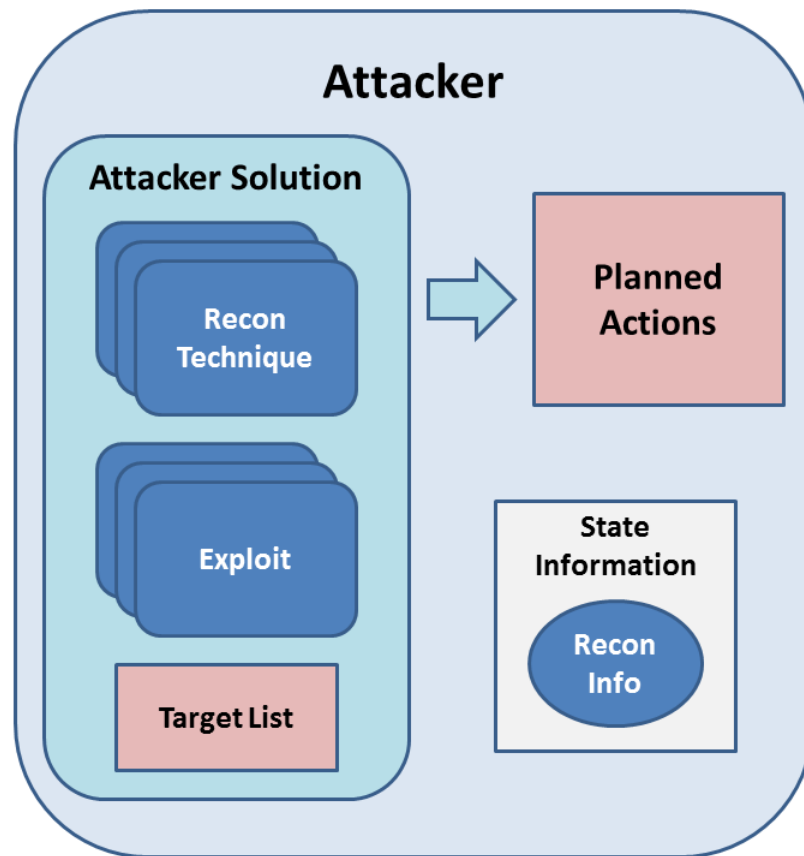 Attacker
Attacker Solution
Recon
Technique
Exploit
Target List
Planned
Actions
State
Information
Recon
Info